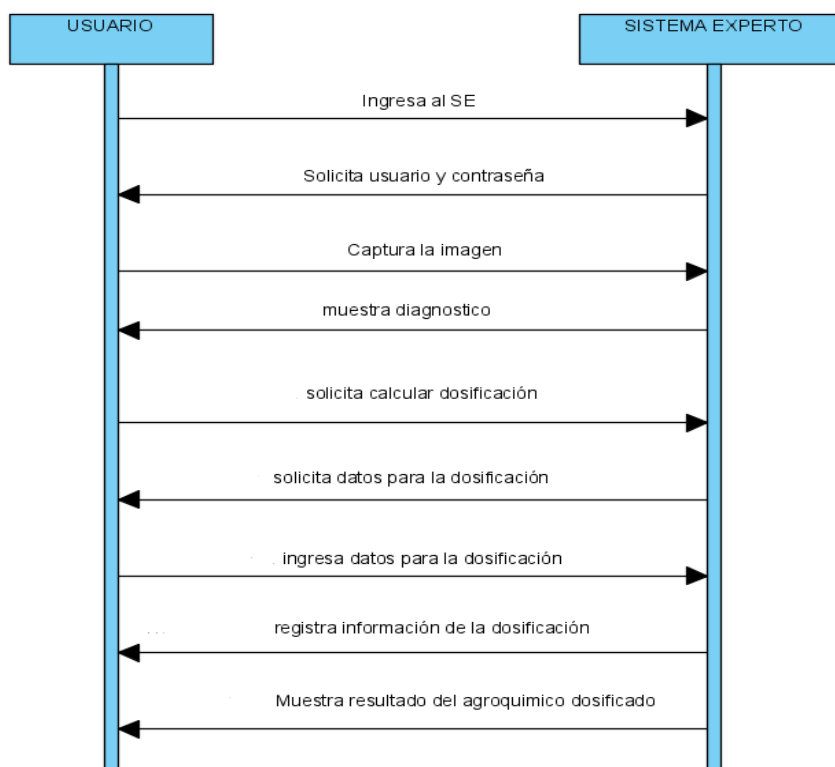 USUARIO
SISTEMA EXPERTO
Ingresa al SE
Solicita usuario y contraseña
Captura la imagen
muestra diagnostico
solicita calcular dosificación
solicita datos para la dosificación
ingresa datos para la dosificación
registra información de la dosificación
Muestra resultado del agroquimico dosificado